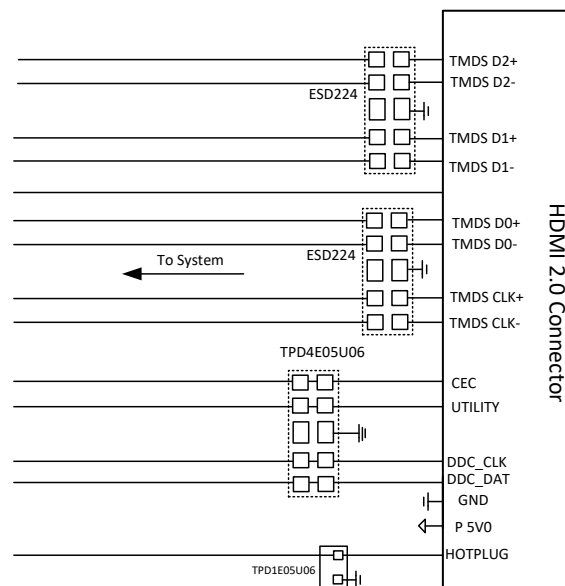 TMDS D2+
TMDS D2-
ESD224
TMDS D1+
TMDS D1-
TMDS D0+
TMDS D0-
ESD224
To System
TMDS CLK+
TMDS CLK-
HDMI 2.0 Connector
TPD4E05U06
CEC
UTILITY
DDC_CLK
DDC_DAT
GND
P 5V0
HOTPLUG
TPD1E05U06